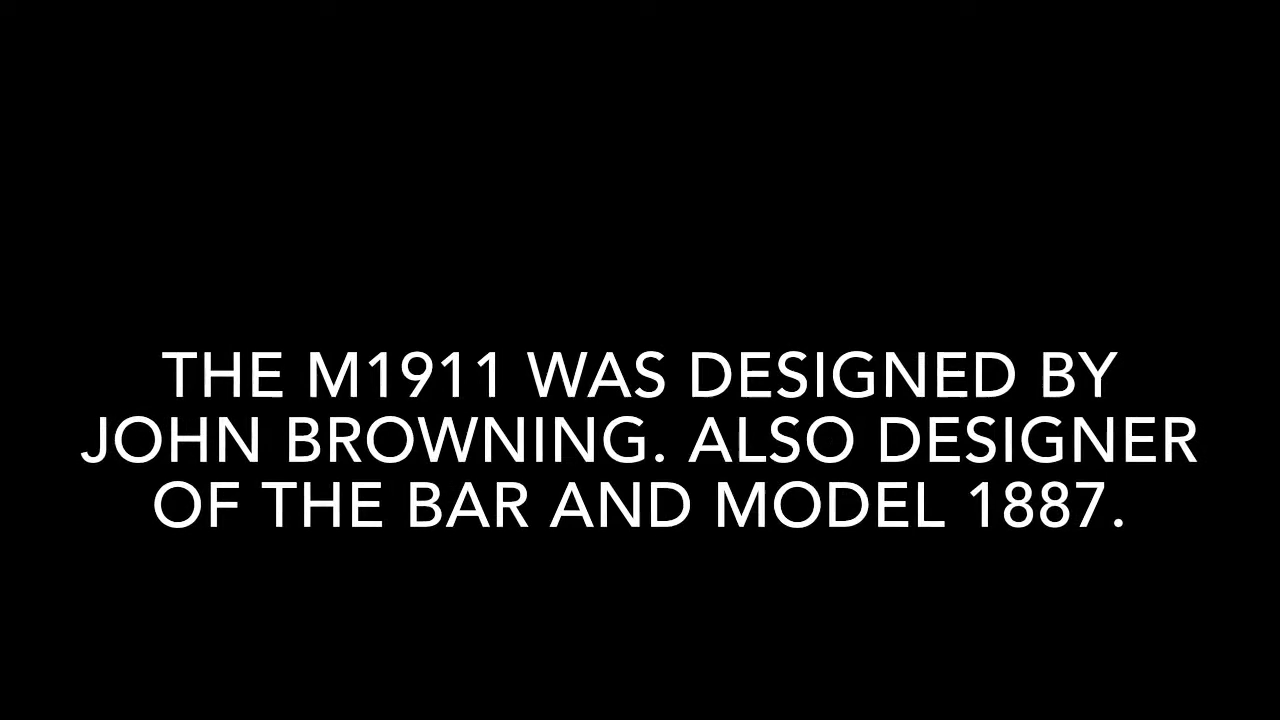 THE M1911 WAS DESIGNED BY
JOHN BROWNING. ALSO DESIGNER
OF THE BAR AND MODEL 1887.